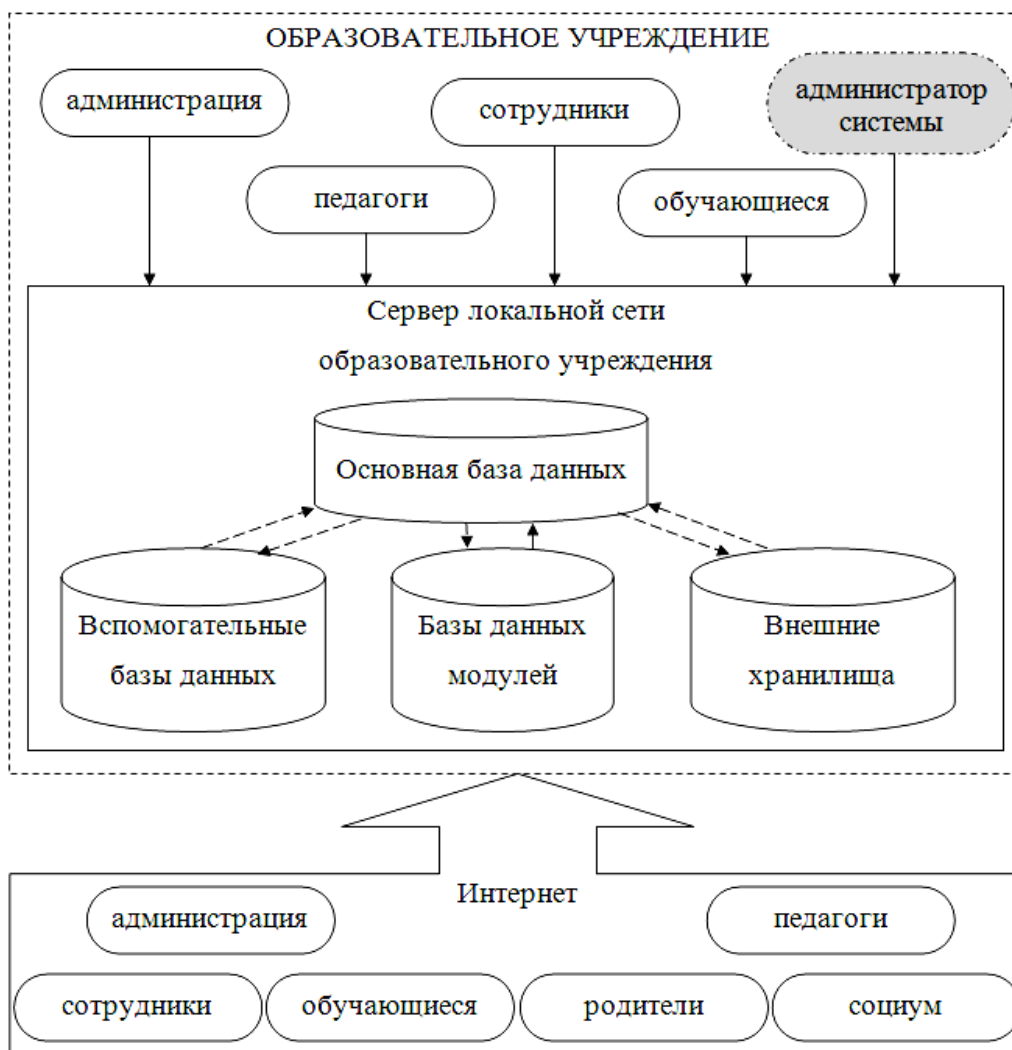 ОБРАЗОВАТЕЛЬНОЕ УЧРЕЖДЕНИЕ
администрация
сотрудники
администратор
системы
педагоги
обучающиеся
Сервер локальной сети
образовательного учреждения
Основная база данных
Вспомогательные
базы данных
Базы данных
модулей
Внешние
хранилища
Интернет
администрация
педагоги
сотрудники
обучающиеся
родители
социум